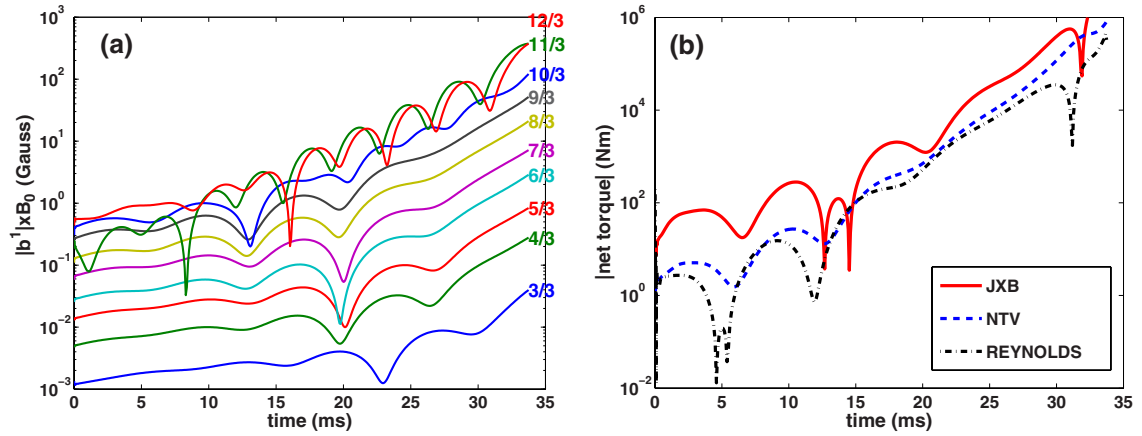 (a)
|b¹|xB₀ (Gauss)
10⁴
10³
10²
10¹
10⁰
10⁻¹
10⁻²
10⁻³
12/3
11/3
10/3
9/3
8/3
7/3
6/3
5/3
4/3
3/3
0 5 10 15 20 25 30 35
time (ms)
(b)
|net torque| (Nm)
10⁶
10⁴
10²
10⁰
10⁻²
JXB
NTV
REYNOLDS
0 5 10 15 20 25 30 35
time (ms)